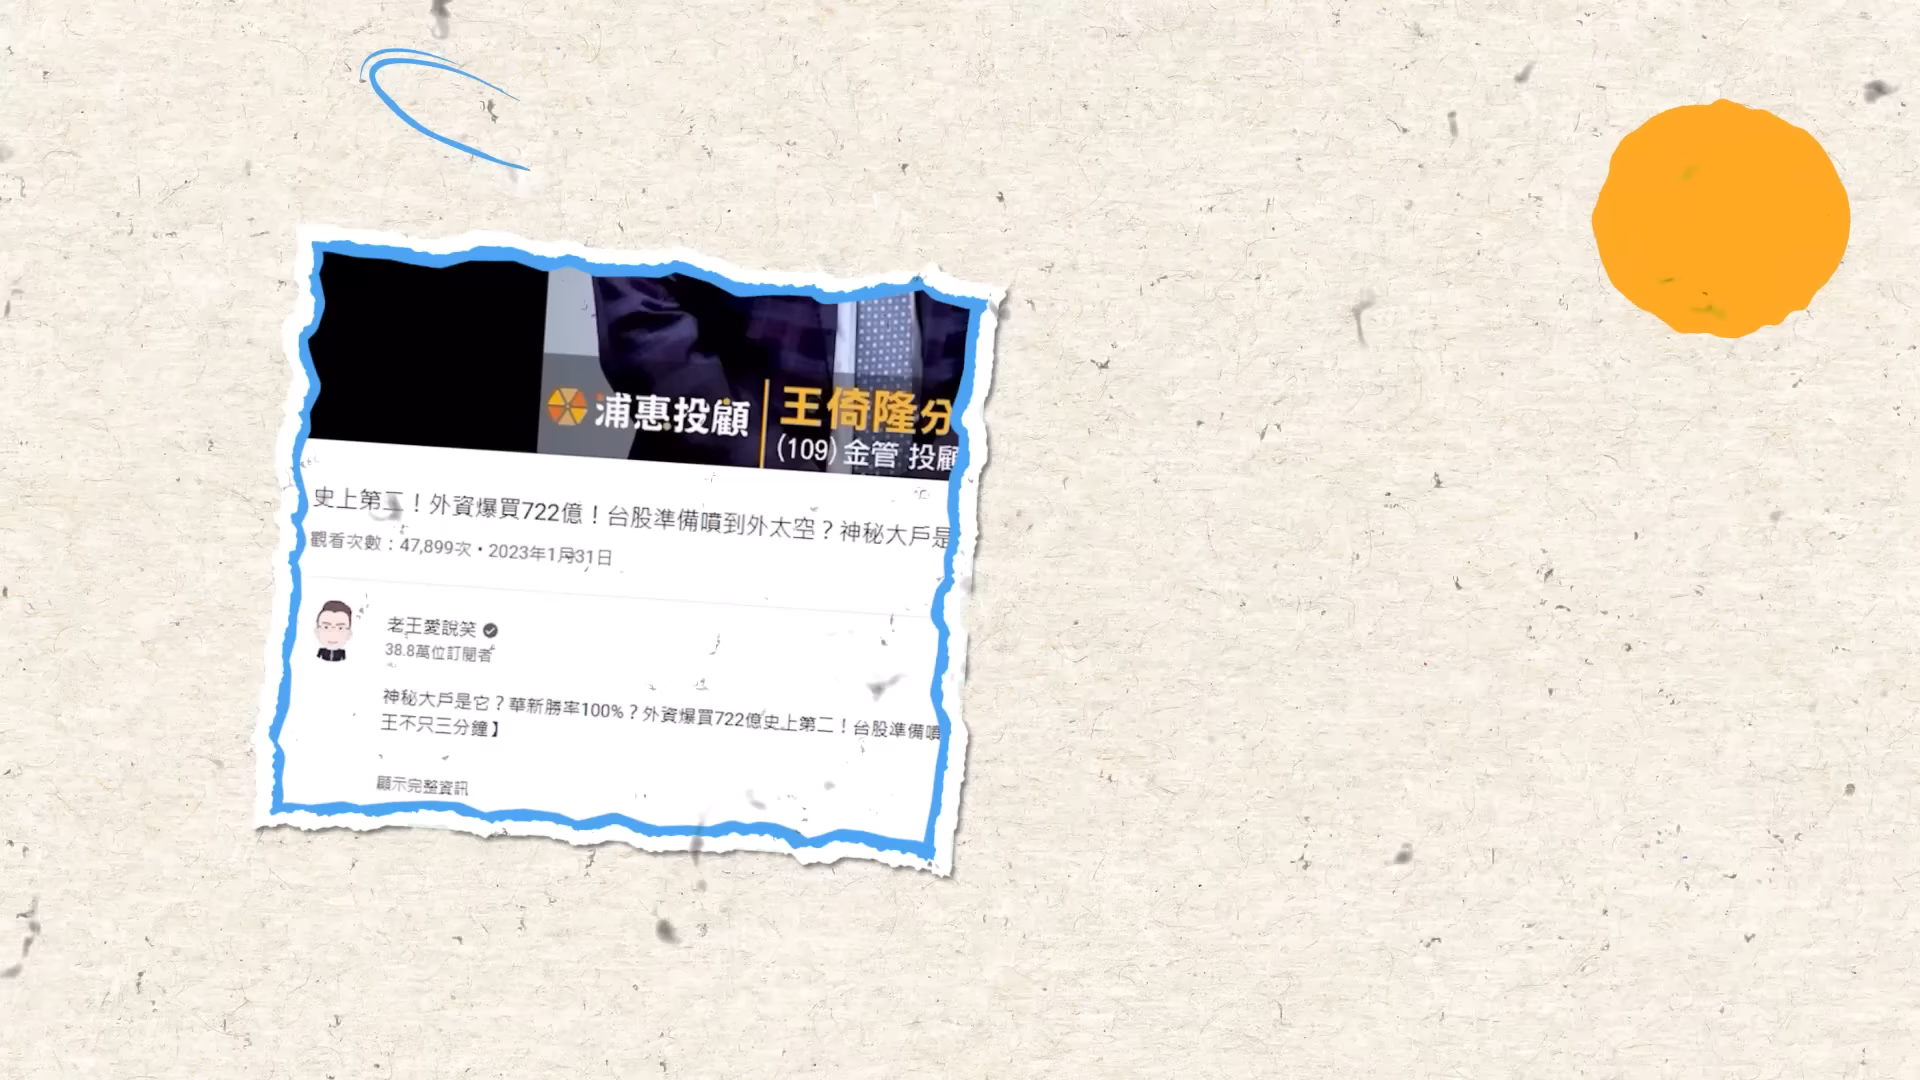 浦惠投顧
王倚隆分
(109)金管 投顧
史上第二！外資爆買722億！台股準備噴到外太空？神秘大戶是
觀看次數：47,899次•2023年1月31日
老王愛說笑
38.8萬位訂閱者
神秘大戶是它？華新勝率100%？外資爆買722億史上第二！台股準備噴
王不只三分鐘】
顯示完整資訊